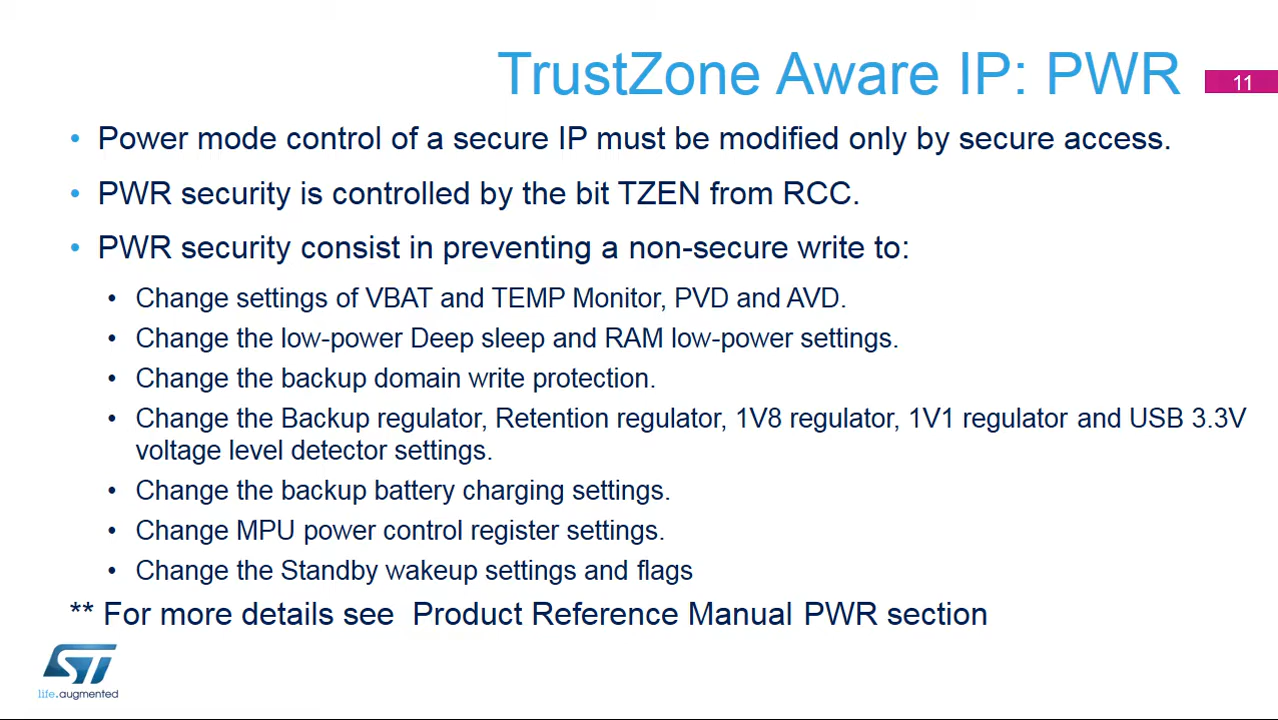 TrustZone Aware IP: PWR
11
• Power mode control of a secure IP must be modified only by secure access.
• PWR security is controlled by the bit TZEN from RCC.
• PWR security consist in preventing a non-secure write to:
• Change settings of VBAT and TEMP Monitor, PVD and AVD.
• Change the low-power Deep sleep and RAM low-power settings.
• Change the backup domain write protection.
• Change the Backup regulator, Retention regulator, 1V8 regulator, 1V1 regulator and USB 3.3V
voltage level detector settings.
• Change the backup battery charging settings.
• Change MPU power control register settings.
• Change the Standby wakeup settings and flags
** For more details see  Product Reference Manual PWR section
ST
life.augmented